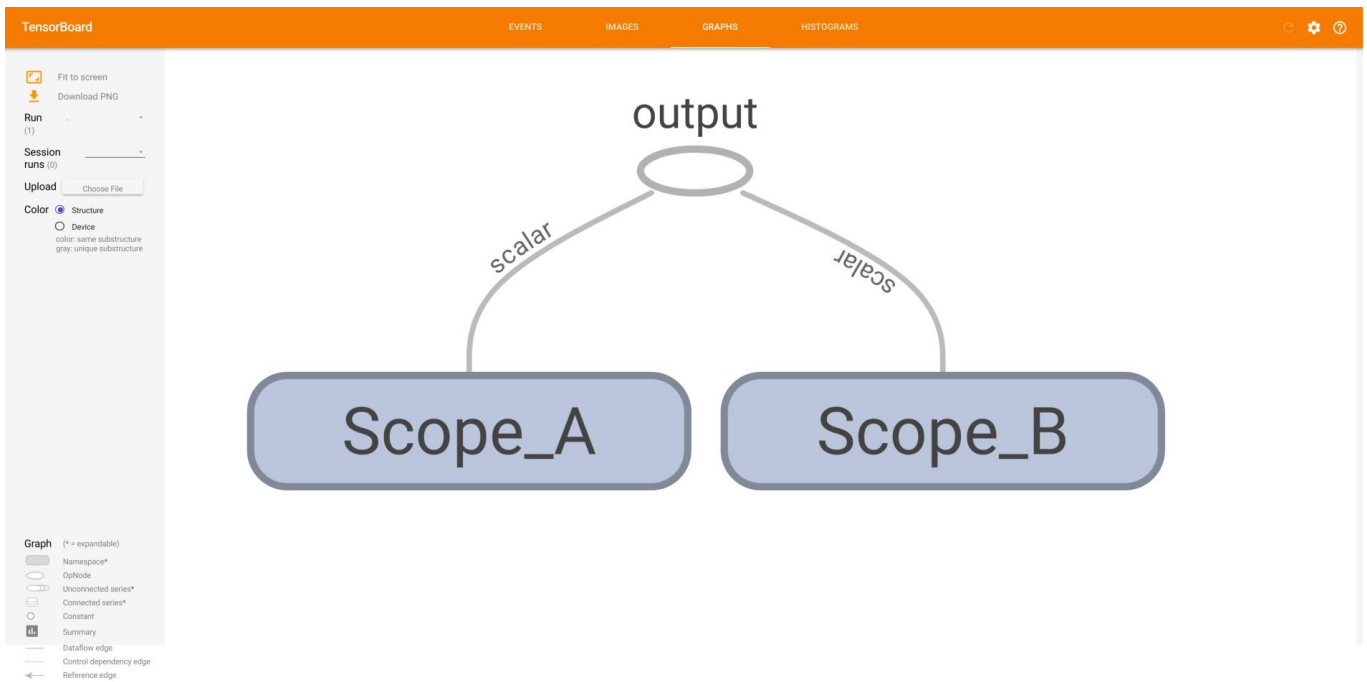 TensorBoard
EVENTS
IMAGES
GRAPHS
HISTOGRAMS
Fit to screen
Download PNG
Run
(1)
Session
runs (0)
Upload
Choose File
Color
Structure
Device
color: same substructure
gray: unique substructure
output
scalar
scalar
Scope_A
Scope_B
Graph (* = expandable)
Namespace*
OpNode
Unconnected series*
Connected series*
Constant
Summary
Dataflow edge
Control dependency edge
Reference edge